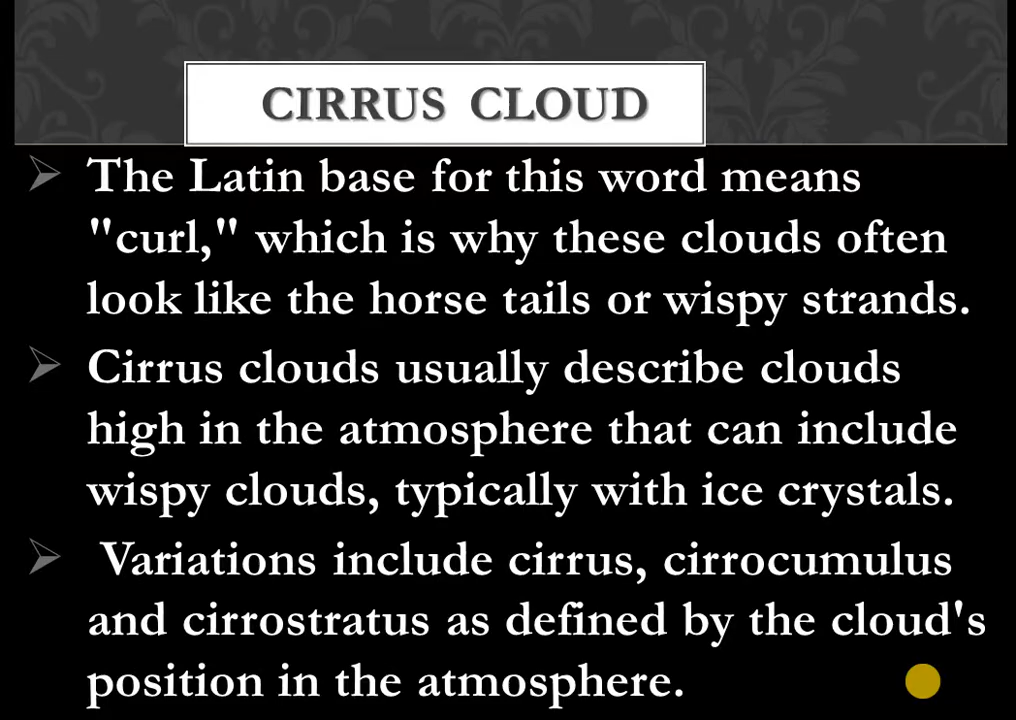 CIRRUS CLOUD
The Latin base for this word means
"curl," which is why these clouds often
look like the horse tails or wispy strands.
Cirrus clouds usually describe clouds
high in the atmosphere that can include
wispy clouds, typically with ice crystals.
Variations include cirrus, cirrocumulus
and cirrostratus as defined by the cloud's
position in the atmosphere.